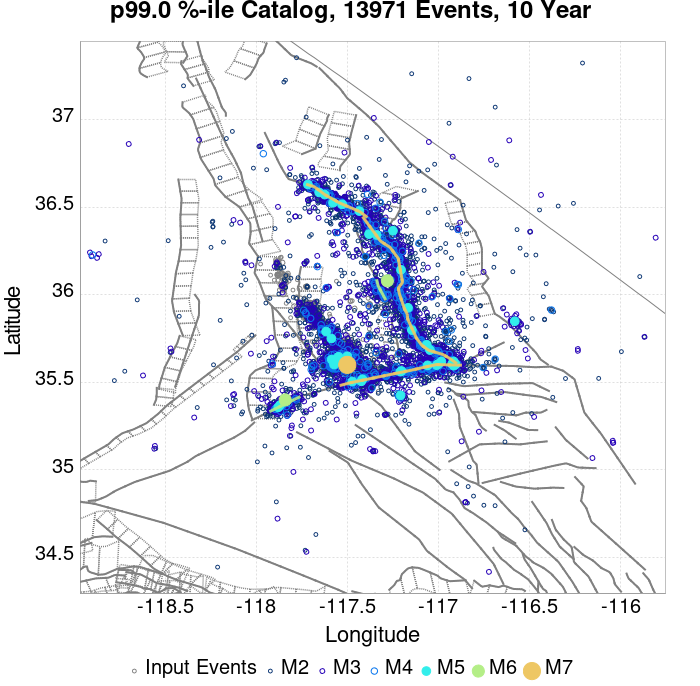 p99.0 %-ile Catalog, 13971 Events, 10 Year
Latitude
37
36.5
36
35.5
35
34.5
-118.5 -118 -117.5 -117 -116.5 -116
Longitude
Input Events M2 M3 M4 M5 M6 M7